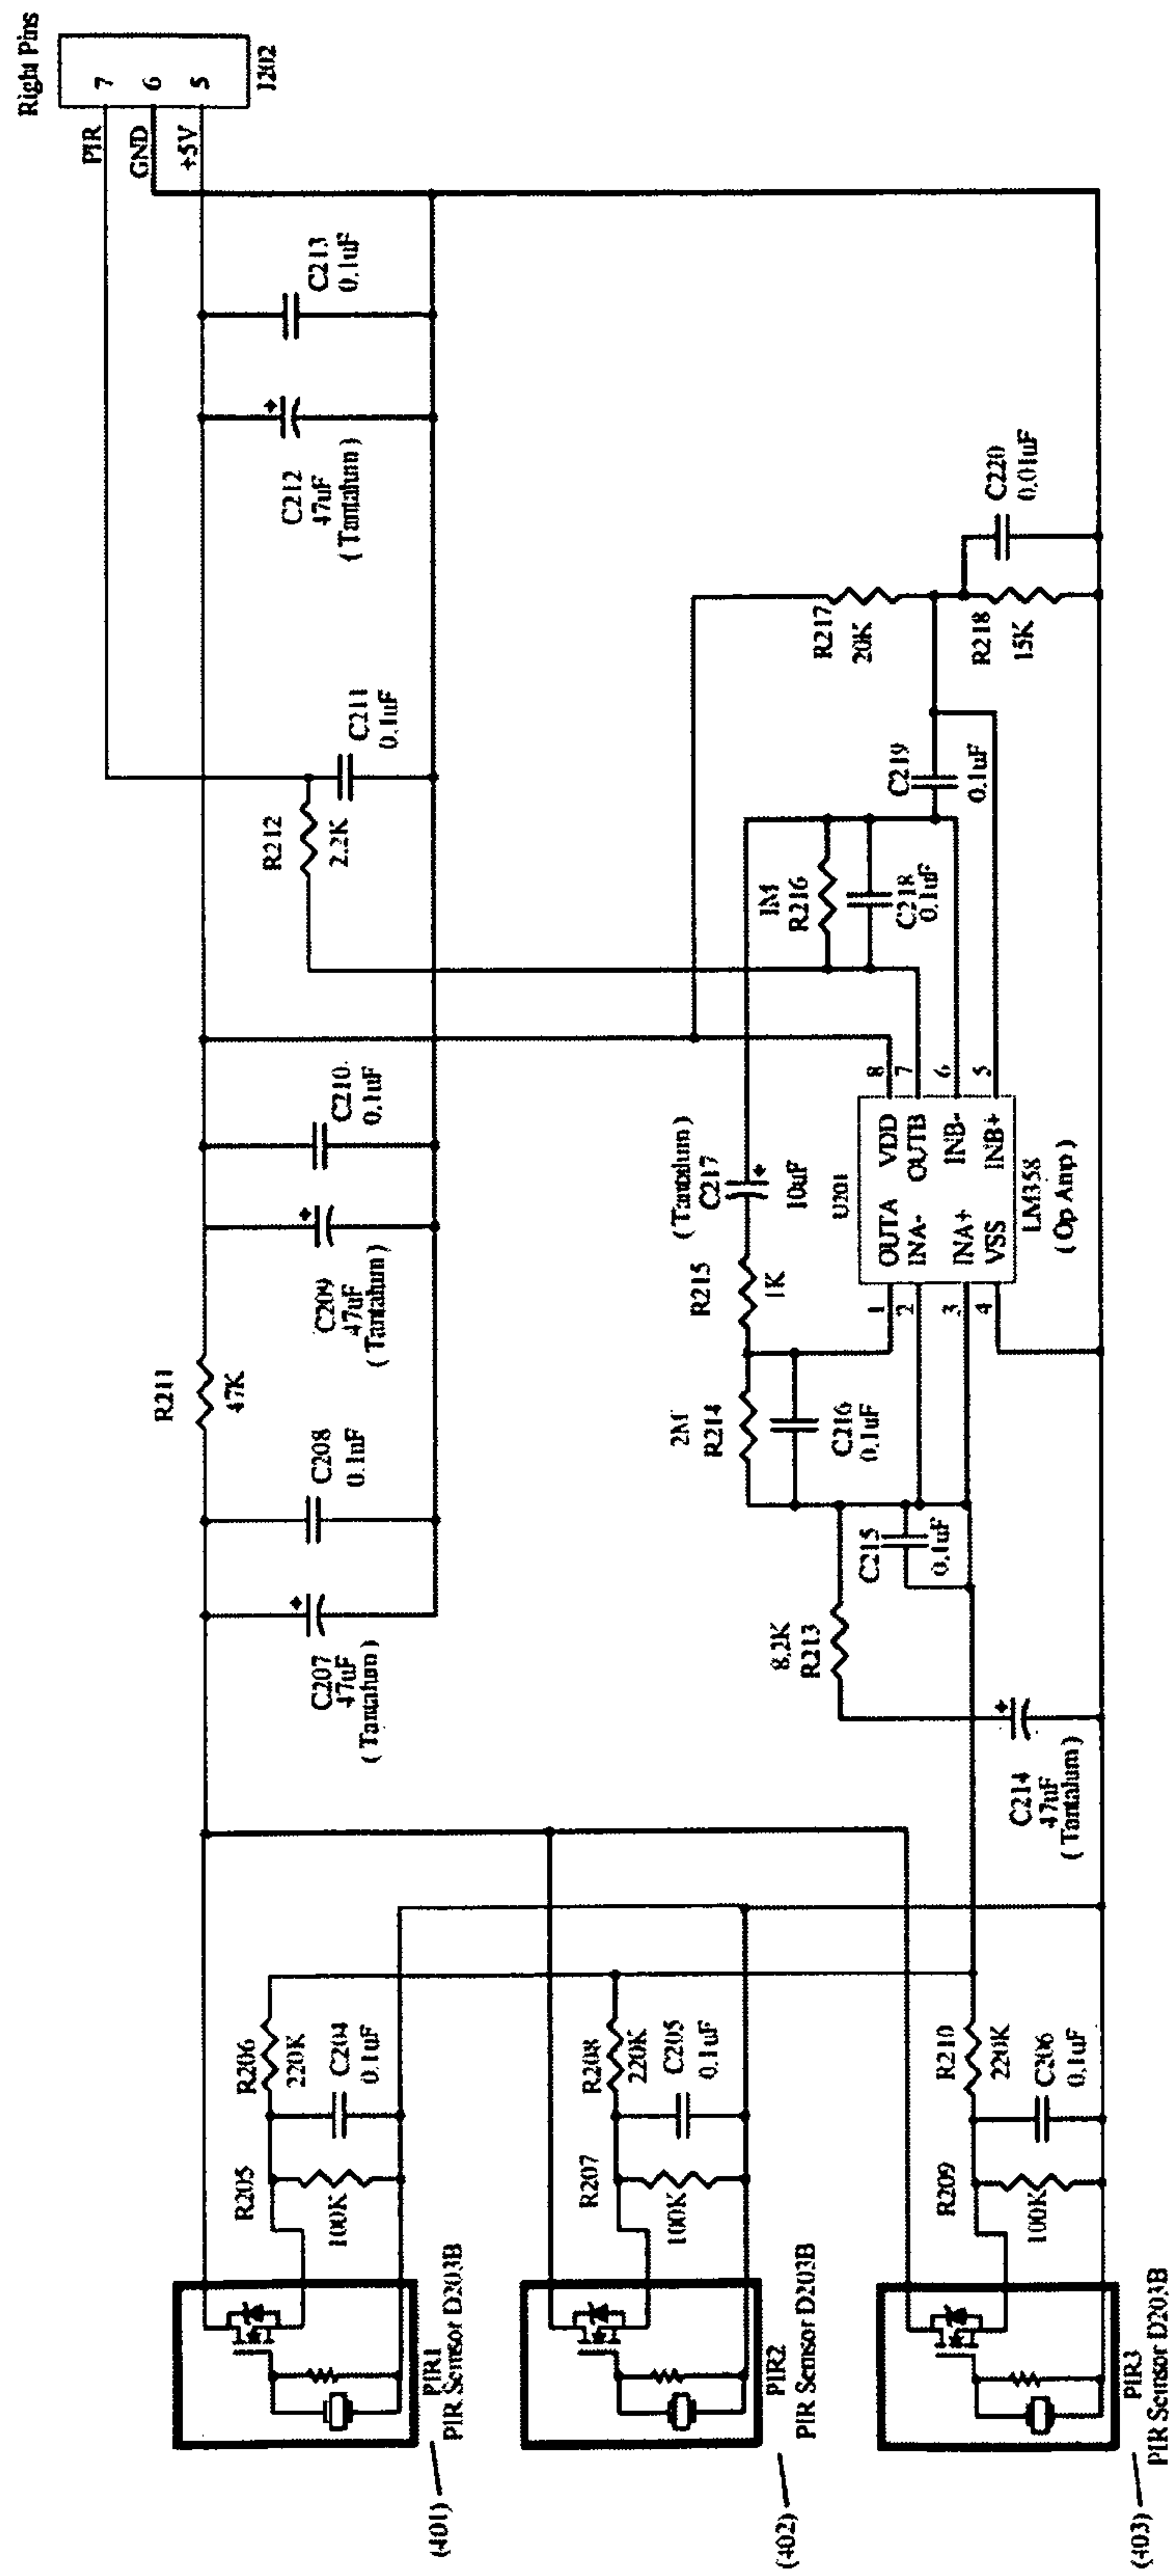 Right Pins
7
6
5
J202
PIR
GND
+5V
C213
0.1uF
C212
47uF
(Tantalum)
C211
0.1uF
R212
2.2K
C210
0.1uF
C209
47uF
(Tantalum)
R211
47K
C208
0.1nF
C207
47uF
(Tantalum)
C220
0.01uF
R217
20K
R218
15K
C219
0.1uF
1M
R216
C218
0.1uF
(Tantalum)
C217
10uF
R215
1K
2M
R214
C216
0.1uF
C215
0.1uF
8.2K
R213
C214
47uF
(Tantalum)
U201
8
7
6
5
VDD
OUTB
INB-
INB+
OUTA
INA-
INA+
VSS
1
2
3
4
LM358
(Op Amp)
R206
220K
C204
0.1uF
R205
100K
R208
220K
C205
0.1uF
R207
100K
R210
220K
C206
0.1uF
R209
100K
PIR1
PIR Semsor D203B
(401)
PIR2
PIR Semsor D203B
(402)
PIR3
PIR Semsor D203B
(403)